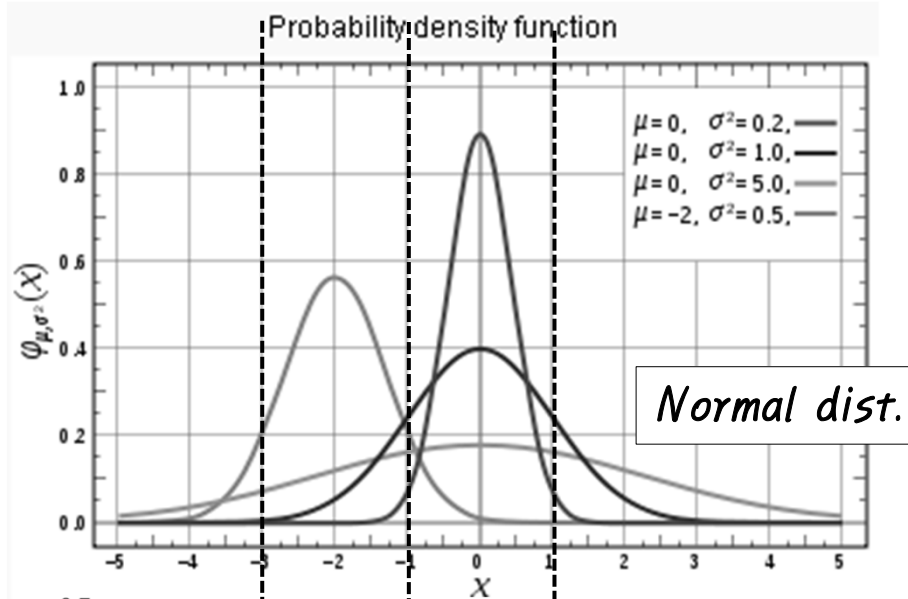 Probability density function
1.0
0.8
0.6
0.4
0.2
0.0
φμ,σ²(x)
μ=0, σ²=0.2,
μ=0, σ²=1.0,
μ=0, σ²=5.0,
μ=−2, σ²=0.5,
Normal dist.
−5 −4 −3 −2 −1 0 1 2 3 4 5
x